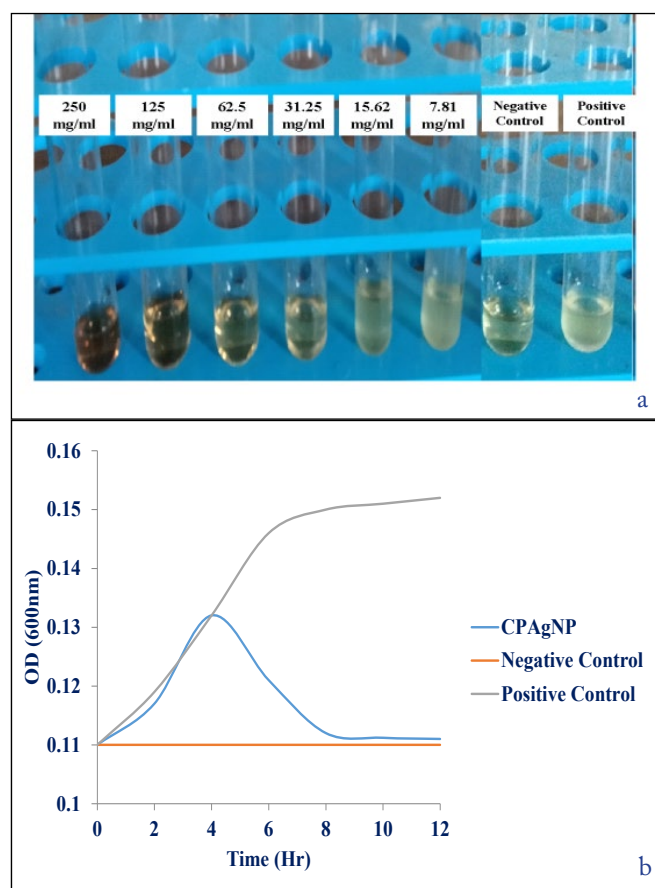 250 mg/ml
125 mg/ml
62.5 mg/ml
31.25 mg/ml
15.62 mg/ml
7.81 mg/ml
Negative Control
Positive Control
a
0.16
0.15
0.14
0.13
0.12
0.11
0.1
OD (600nm)
0
2
4
6
8
10
12
Time (Hr)
CPAgNP
Negative Control
Positive Control
b